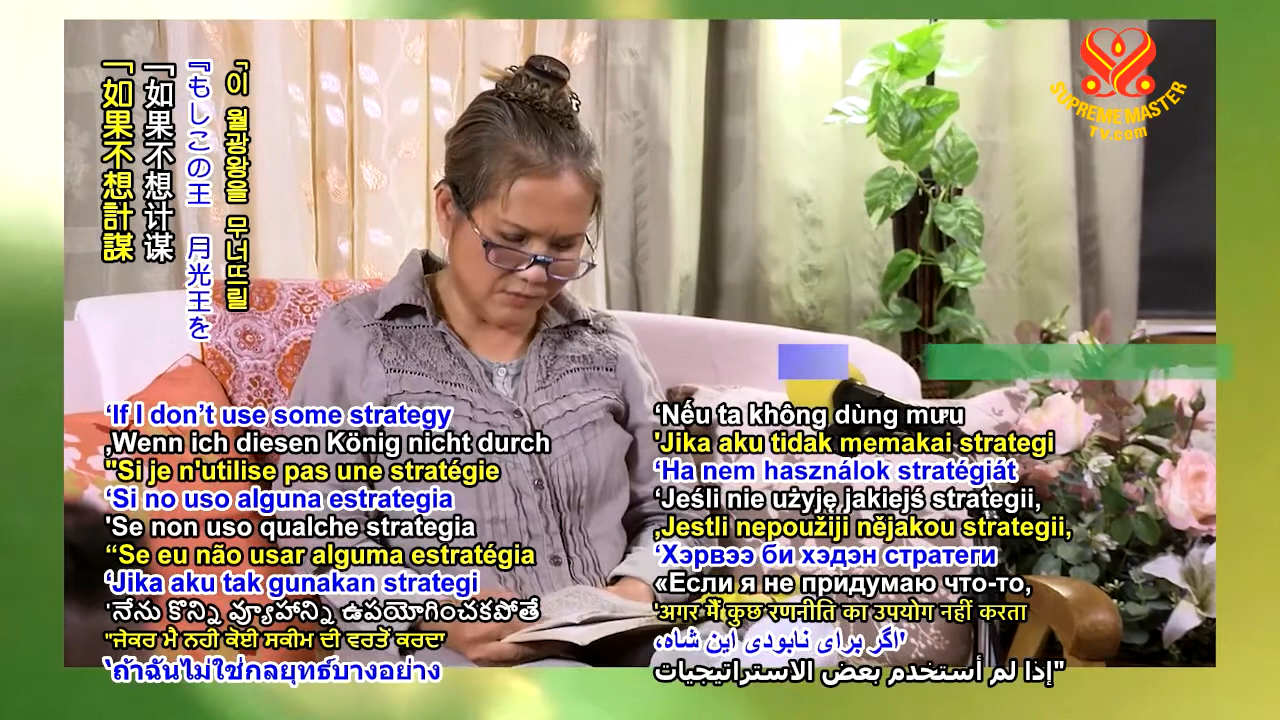 「如果不想計謀
「如果不想计谋
『もしこの王　月光王を
「이 월광왕을 무너뜨릴
SUPREME MASTER
TV.com
‘If I don’t use some strategy
‚Wenn ich diesen König nicht durch
"Si je n'utilise pas une stratégie
‘Si no uso alguna estrategia
'Se non uso qualche strategia
“Se eu não usar alguma estratégia
'Jika aku tak gunakan strategi
'నేను కొన్ని వ్యూహాన్ని ఉపయోగించకపోతే
"ਜੇਕਰ ਮੈ ਨਹੀ ਕੋਈ ਸਕੀਮ ਦੀ ਵਰਤੋਂ ਕਰਦਾ
‘ถ้าฉันไม่ใช้กลยุทธ์บางอย่าง
‘Nếu ta không dùng mưu
'Jika aku tidak memakai strategi
‘Ha nem használok stratégiát
‘Jeśli nie użyję jakiejś strategii,
‚Jestli nepoužiji nějakou strategii,
‘Хэрвээ би хэдэн стратеги
«Если я не придумаю что-то,
'अगर मैं कुछ रणनीति का उपयोग नहीं करता
'اگر برای نابودی این شاه،
"إذا لم أستخدم بعض الاستراتيجيات